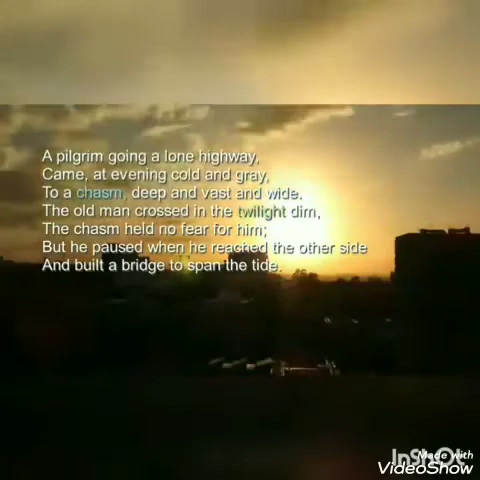 A pilgrim going a lone highway,
Came, at evening cold and gray,
To a chasm, deep and vast and wide.
The old man crossed in the twilight dim,
The chasm held no fear for him;
But he paused when he reached the other side
And built a bridge to span the tide.
InShOt
Made with
VideoShow